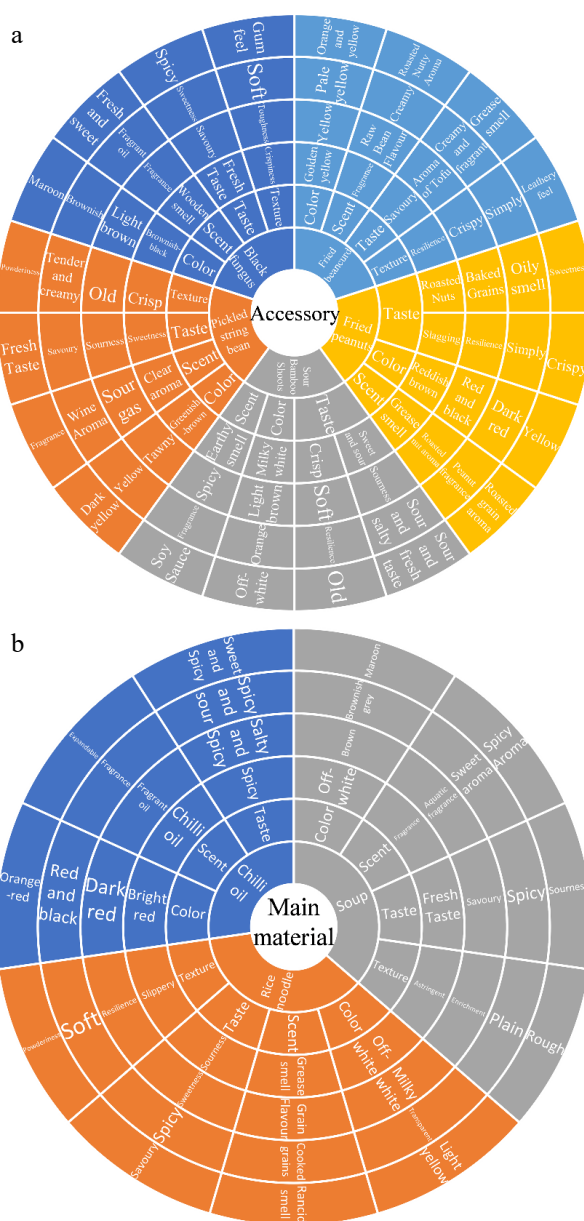 a
Accessory
Fried
beancurd
Color
Golden
yellow
Yellow
Pale
yellow
Orange
and
yellow
Scent
Fragrance
Raw
Bean
Flavour
Creamy
Roasted
Nutty
Aroma
Taste
Savoury
Aroma
of Tofu
Creamy
and
fragrant
Grease
smell
Texture
Resilience
Crispy
Simply
Leathery
feel
Fried
peanuts
Taste
Roasted
Nuts
Baked
Grains
Oily
smell
Sweetness
Slagging
Resilience
Simply
Crispy
Color
Reddish
brown
Red
and
black
Dark
red
Yellow
Scent
Grease
smell
Roasted
nut aroma
Peanut
fragrance
Roasted
grain
aroma
Sour
Bamboo
Shoots
Taste
Sweet
and sour
Sourness
Sour
and
salty
Sour
and
fresh
taste
Crisp
Soft
Resilience
Old
Color
Milky
white
Light
brown
Orange
Off-
white
Scent
Earthy
smell
Spicy
Fragrance
Soy
Sauce
Pickled
string
bean
Color
Greenish
-brown
Tawny
Yellow
Dark
yellow
Scent
Clear
aroma
Sour
gas
Wine
Aroma
Fragrance
Taste
Sweetness
Sourness
Savoury
Fresh
Taste
Texture
Crisp
Old
Tender
and
creamy
Powderiness
Black
fungus
Color
Brownish-
black
Light
brown
Brownish
Maroon
Scent
Wooden
smell
Fragrance
Fragrant
oil
Fresh
and
sweet
Taste
Fresh
Taste
Savoury
Sweetness
Spicy
Texture
Crispiness
Toughness
Soft
Gum
feel
b
Main
material
Soup
Color
Off-
white
Brown
Brownish
grey
Maroon
Scent
Fragrance
Aquatic
fragrance
Sweet
aroma
Spicy
Aroma
Taste
Fresh
Taste
Savoury
Spicy
Sourness
Texture
Astringent
Enrichment
Plain
Rough
Rice
noodle
Color
Off-
white
Milky
white
Transparent
Light
yellow
Scent
Grease
smell
Grain
Flavour
Cooked
grains
Rancid
smell
Taste
Sourness
Sweetness
Spicy
Savoury
Texture
Slippery
Resilience
Soft
Powderiness
Chilli
oil
Color
Bright
red
Dark
red
Red
and
black
Orange
-red
Scent
Chilli
oil
Fragrant
oil
Fragrance
Expandable
Taste
Spicy
Salty
and
Spicy
Spicy
and
sour
Sweet
and
Spicy